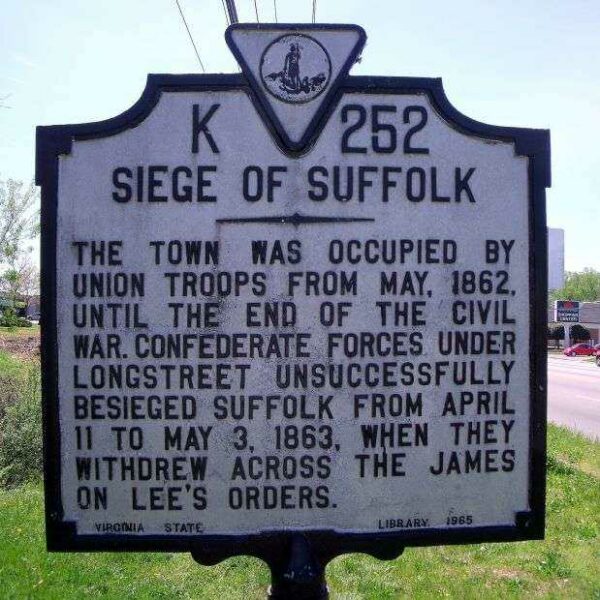 K 252
SIEGE OF SUFFOLK
THE TOWN WAS OCCUPIED BY
UNION TROOPS FROM MAY, 1862,
UNTIL THE END OF THE CIVIL
WAR. CONFEDERATE FORCES UNDER
LONGSTREET UNSUCCESSFULLY
BESIEGED SUFFOLK FROM APRIL
11 TO MAY 3, 1863, WHEN THEY
WITHDREW ACROSS THE JAMES
ON LEE'S ORDERS.
VIRGINIA STATE LIBRARY 1965